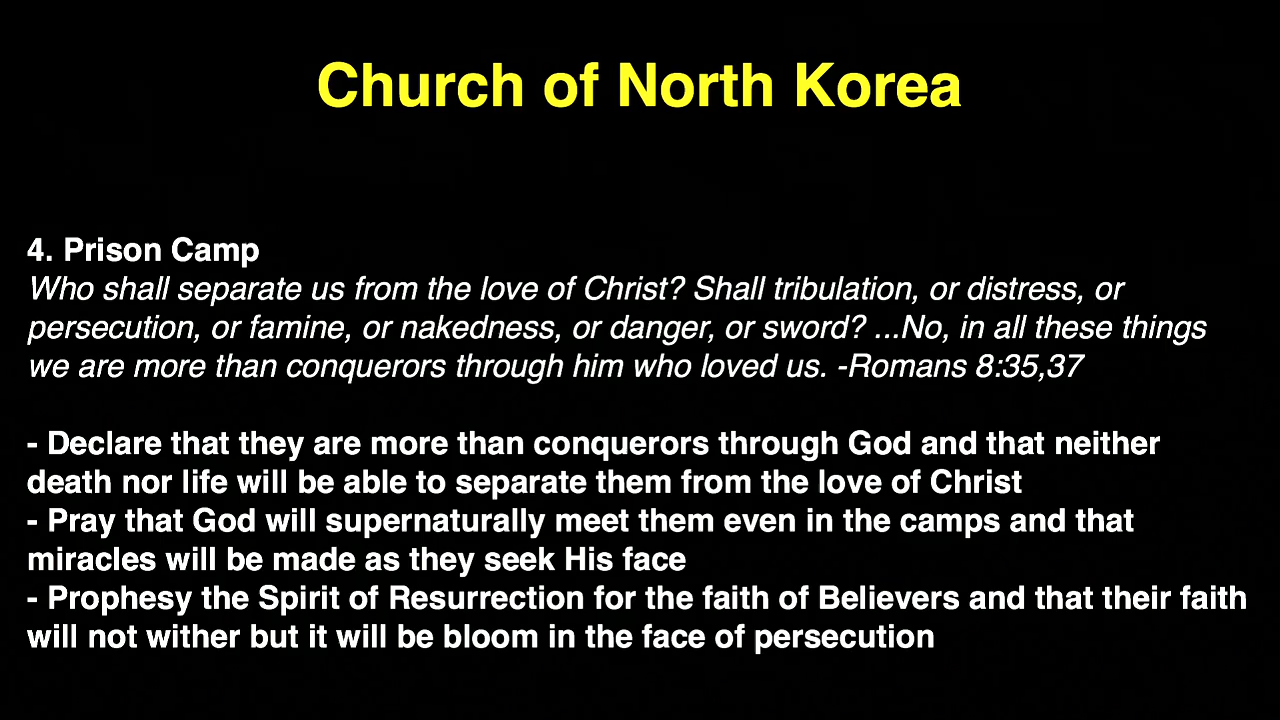 Church of North Korea
4. Prison Camp
Who shall separate us from the love of Christ? Shall tribulation, or distress, or
persecution, or famine, or nakedness, or danger, or sword? ...No, in all these things
we are more than conquerors through him who loved us. -Romans 8:35,37
- Declare that they are more than conquerors through God and that neither
death nor life will be able to separate them from the love of Christ
- Pray that God will supernaturally meet them even in the camps and that
miracles will be made as they seek His face
- Prophesy the Spirit of Resurrection for the faith of Believers and that their faith
will not wither but it will be bloom in the face of persecution